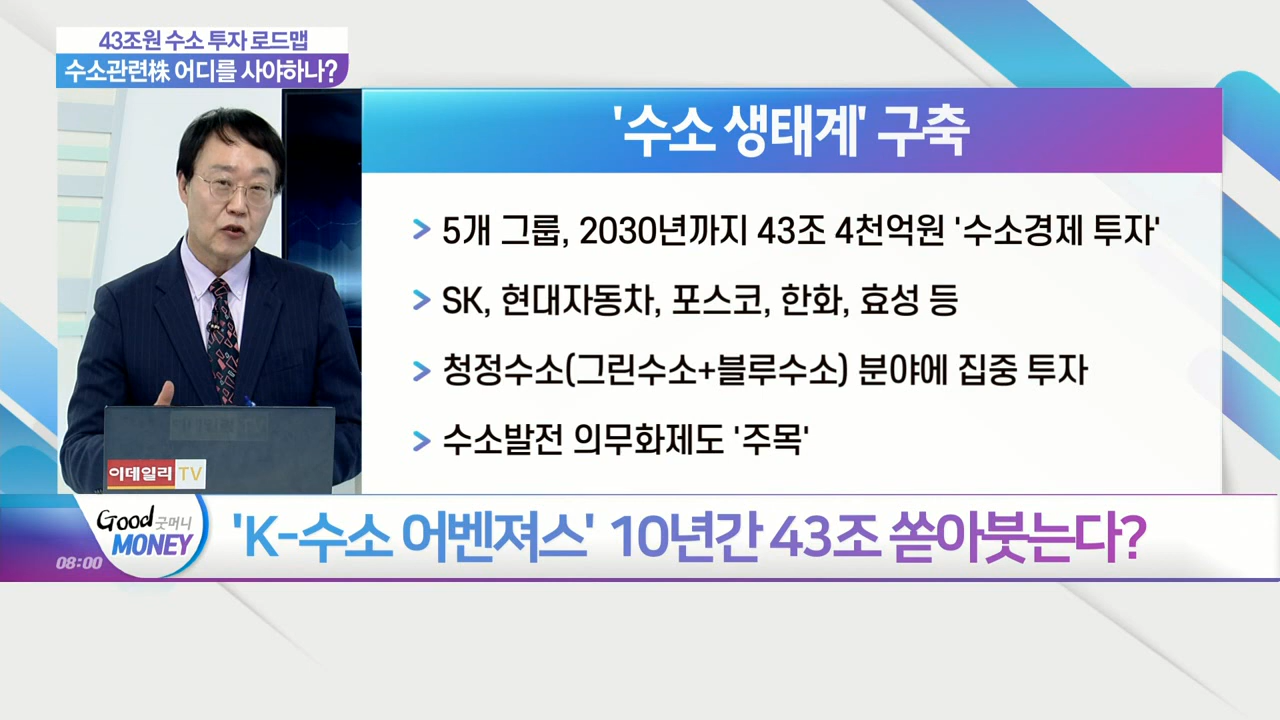 43조원 수소 투자 로드맵
수소관련株 어디를 사야하나?
'수소 생태계' 구축
> 5개 그룹, 2030년까지 43조 4천억원 '수소경제 투자'
> SK, 현대자동차, 포스코, 한화, 효성 등
> 청정수소(그린수소+블루수소) 분야에 집중 투자
> 수소발전 의무화제도 '주목'
이데일리 TV
Good 굿머니
MONEY
08:00
'K-수소 어벤져스' 10년간 43조 쏟아붓는다?